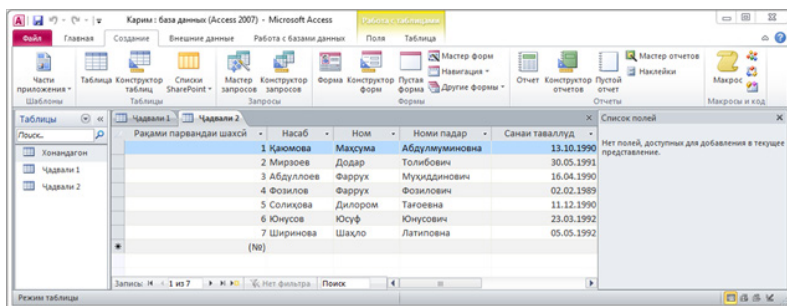 Карим : база данных (Access 2007) - Microsoft Access
Работа с таблицами
Файл Главная Создание Внешние данные Работа с базами данных Поля Таблица
Части приложения
Шаблоны
Таблица
Конструктор таблиц
Списки SharePoint
Таблицы
Мастер запросов
Конструктор запросов
Запросы
Форма
Конструктор форм
Пустая форма
Мастер форм
Навигация
Другие формы
Формы
Отчет
Конструктор отчетов
Пустой отчет
Мастер отчетов
Наклейки
Отчеты
Макрос
Макросы и код
Таблицы
Поиск...
Хонандагон
Ҷадвали 1
Ҷадвали 2
Ҷадвали 1 Ҷадвали 2
Рақами парвандаи шахсӣ Насаб Ном Номи падар Санаи таваллуд
1 Қаюмова Махсума Абдулмуминовна 13.10.1990
2 Мирзоев Додар Толибович 30.05.1991
3 Абдуллоев Фаррух Муҳиддинович 16.04.1990
4 Фозилов Фаррух Фозилович 02.02.1989
5 Солиҳова Дилором Тағоевна 11.12.1990
6 Юнусов Юсуф Юнусович 23.03.1992
7 Ширинова Шаҳло Латиповна 05.05.1992
(№)
Запись: 1 из 7 Нет фильтра Поиск
Список полей
Нет полей, доступных для добавления в текущее
представление.
Режим таблицы